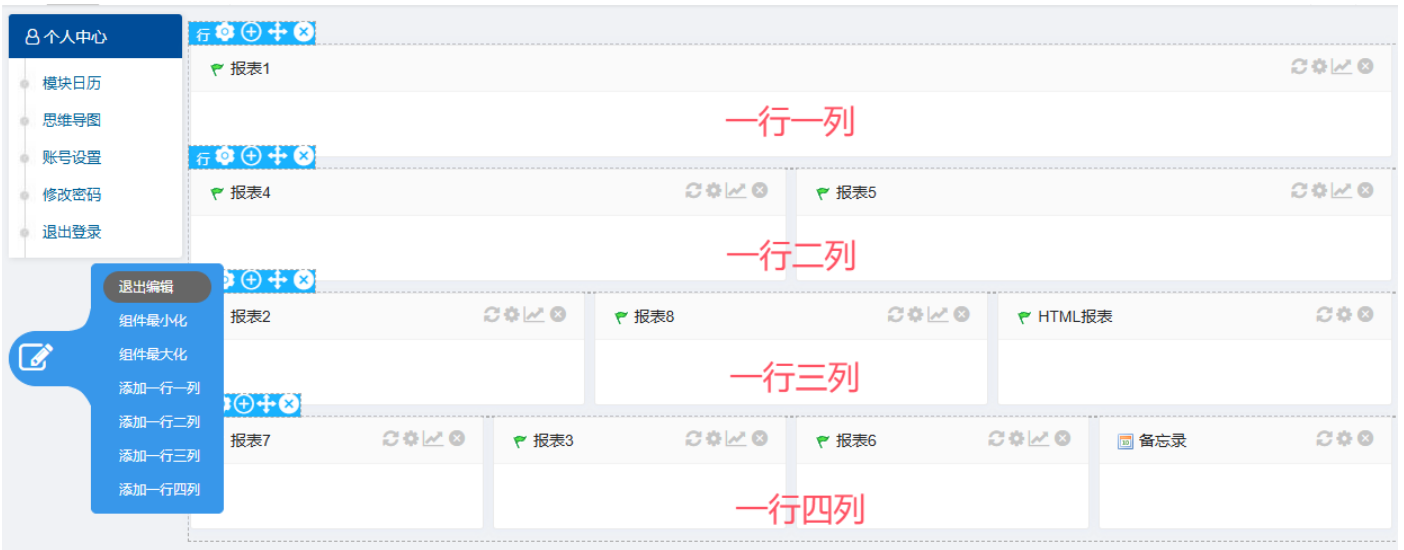 个人中心
模块日历
思维导图
账号设置
修改密码
退出登录
退出编辑
组件最小化
组件最大化
添加一行一列
添加一行二列
添加一行三列
添加一行四列
行
报表1
一行一列
行
报表4
报表5
一行二列
报表2
报表8
HTML报表
一行三列
报表7
报表3
报表6
备忘录
一行四列